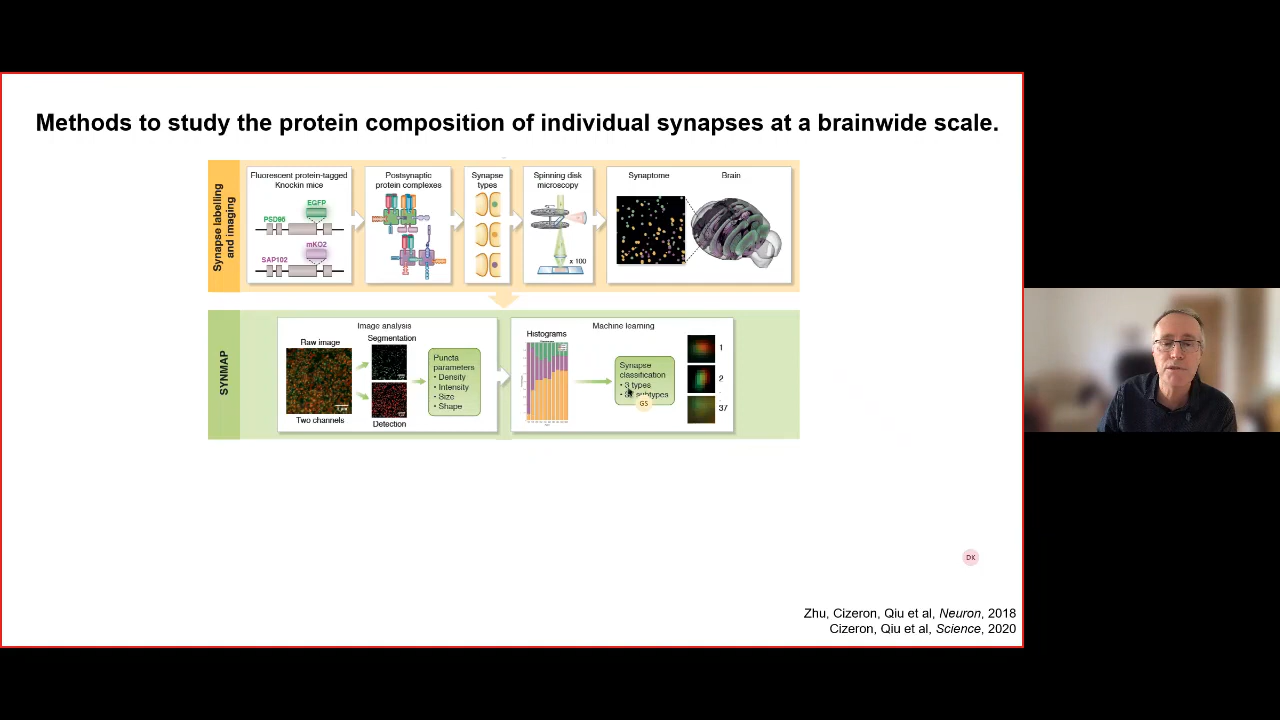 Methods to study the protein composition of individual synapses at a brainwide scale.
Synapse labelling
and imaging
Fluorescent protein-tagged
Knockin mice
EGFP
PSD95
mKO2
SAP102
Postsynaptic
protein complexes
Synapse
types
Spinning disk
microscopy
x 100
Synaptome
Brain
SYNMAP
Image analysis
Raw image
Two channels
Segmentation
Detection
Puncta
parameters
• Density
• Intensity
• Size
• Shape
Machine learning
Histograms
Synapse
classification
• 3 types
subtypes
GS
1
2
37
DK
Zhu, Cizeron, Qiu et al, Neuron, 2018
Cizeron, Qiu et al, Science, 2020